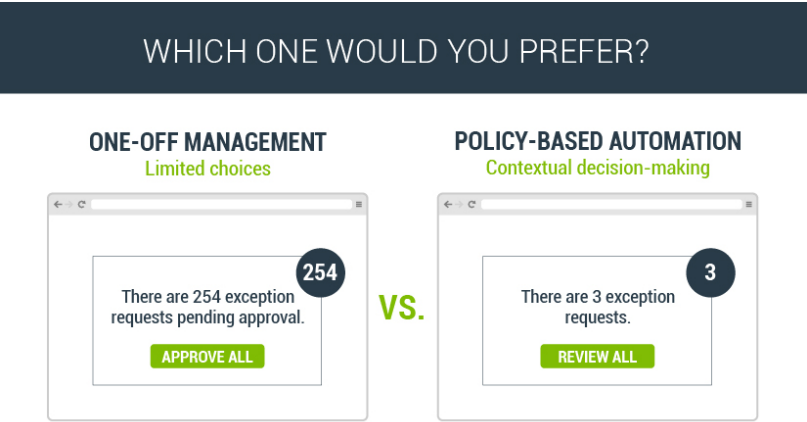 WHICH ONE WOULD YOU PREFER?
ONE-OFF MANAGEMENT
Limited choices
254
There are 254 exception
requests pending approval.
APPROVE ALL
VS.
POLICY-BASED AUTOMATION
Contextual decision-making
3
There are 3 exception
requests.
REVIEW ALL